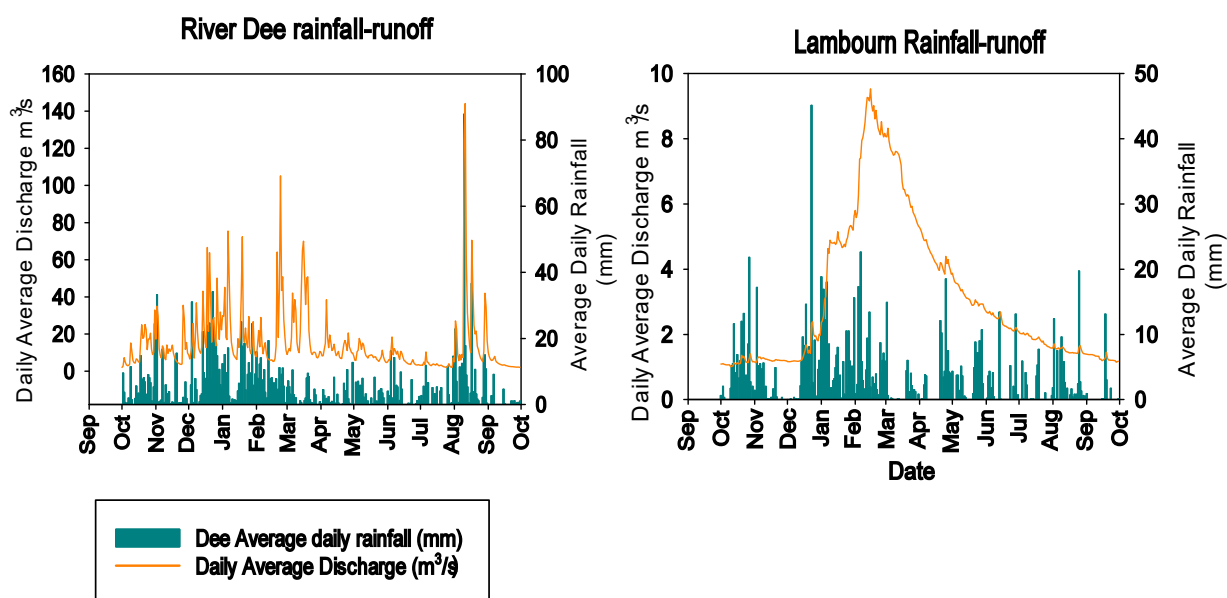 River Dee rainfall-runoff
Daily Average Discharge m³/s
160
140
120
100
80
60
40
20
0
100
80
60
40
20
0
Average Daily Rainfall
(mm)
Sep
Oct
Nov
Dec
Jan
Feb
Mar
Apr
May
Jun
Jul
Aug
Sep
Oct
Lambourn Rainfall-runoff
Daily Average Discharge m³/s
10
8
6
4
2
0
50
40
30
20
10
0
Average Daily Rainfall
(mm)
Sep
Oct
Nov
Dec
Jan
Feb
Mar
Apr
May
Jun
Jul
Aug
Sep
Oct
Date
Dee Average daily rainfall (mm)
Daily Average Discharge (m³/s)